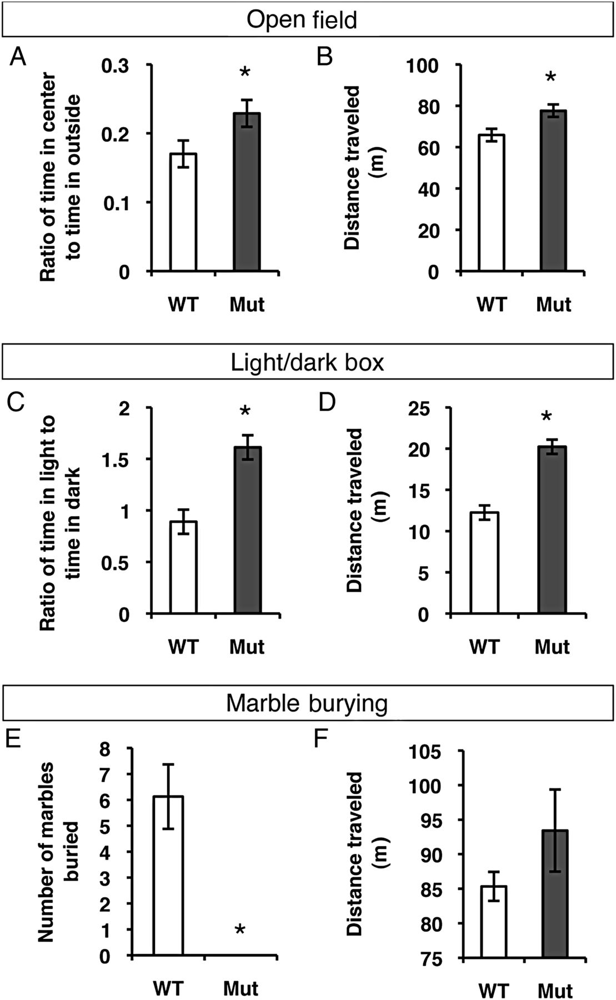 Open field
A
Ratio of time in center
to time in outside
0.3
0.2
0.1
0
*
WT Mut
B
Distance traveled
(m)
100
80
60
40
20
0
*
WT Mut
Light/dark box
C
Ratio of time in light to
time in dark
2
1.5
1
0.5
0
*
WT Mut
D
Distance traveled
(m)
25
20
15
10
5
0
*
WT Mut
Marble burying
E
Number of marbles
buried
8
7
6
5
4
3
2
1
0
*
WT Mut
F
Distance traveled
(m)
105
100
95
90
85
80
75
WT Mut